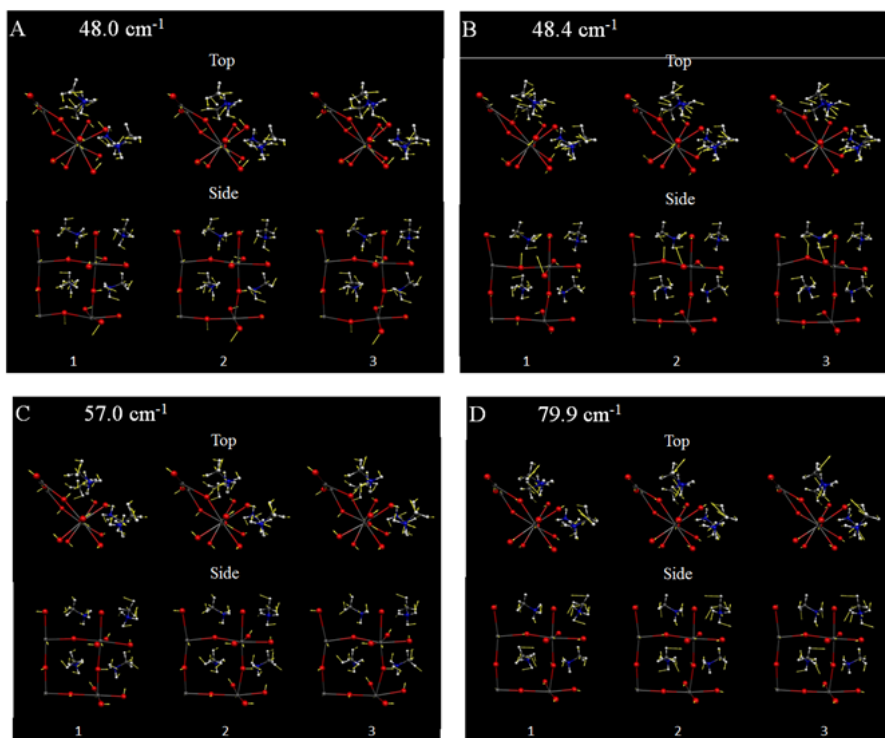 A 48.0 cm⁻¹
Top
Side
1 2 3
B 48.4 cm⁻¹
Top
Side
1 2 3
C 57.0 cm⁻¹
Top
Side
1 2 3
D 79.9 cm⁻¹
Top
Side
1 2 3